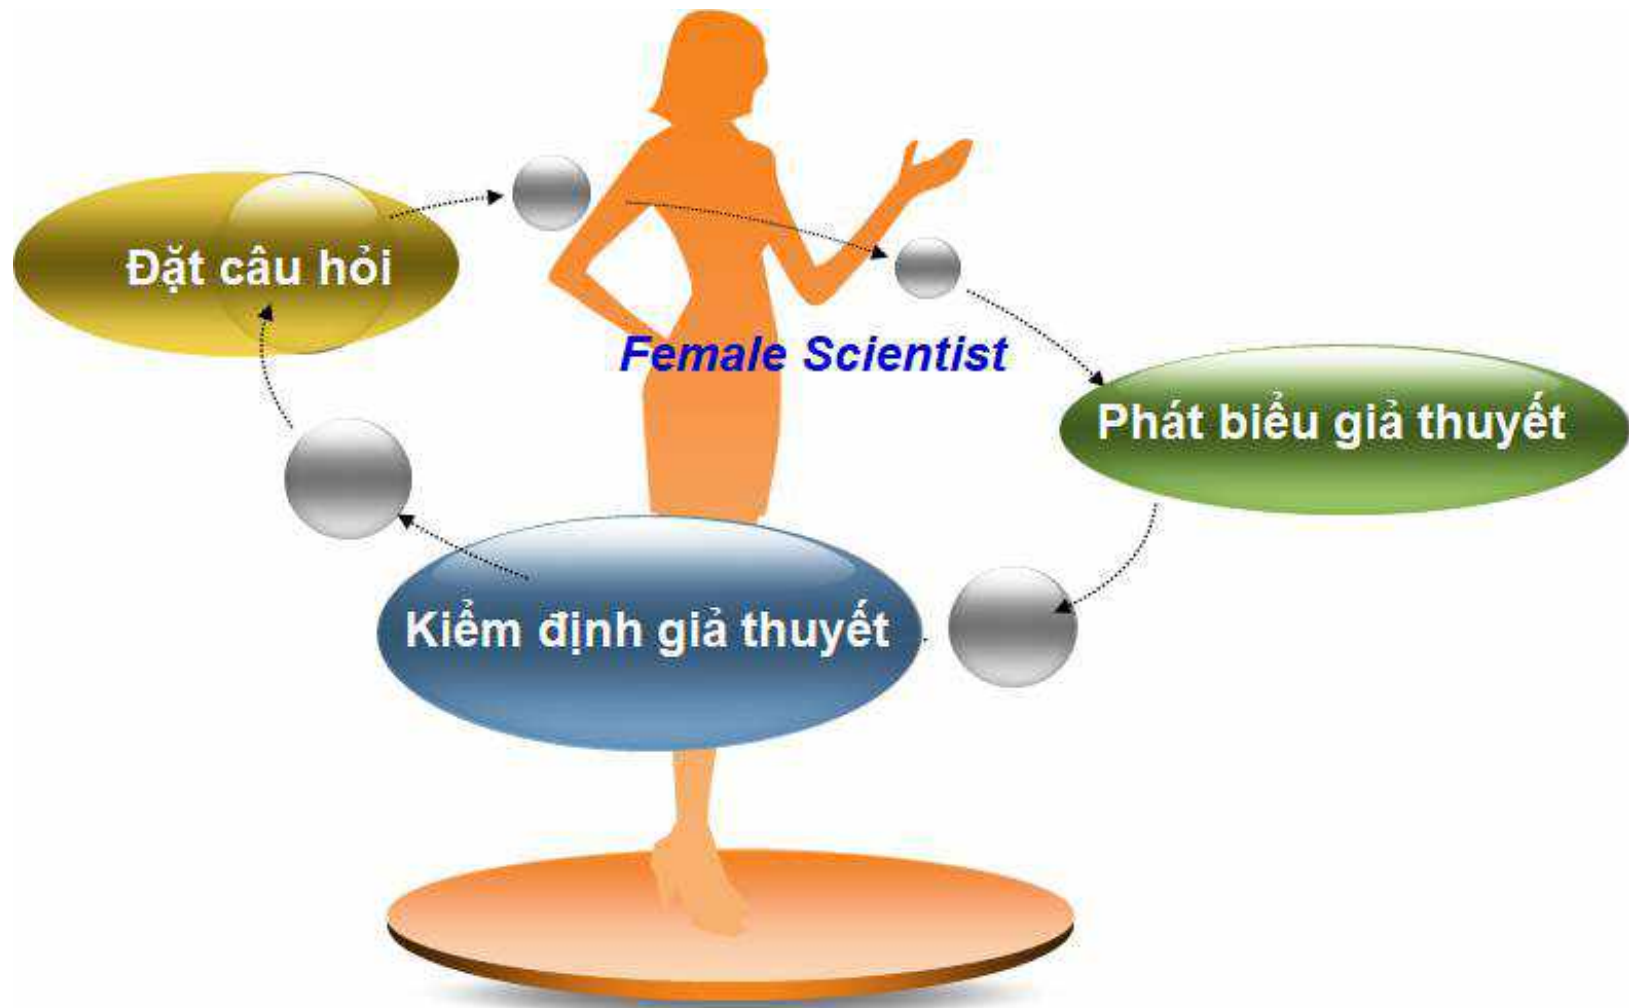 Đặt câu hỏi
Female Scientist
Phát biểu giả thuyết
Kiểm định giả thuyết